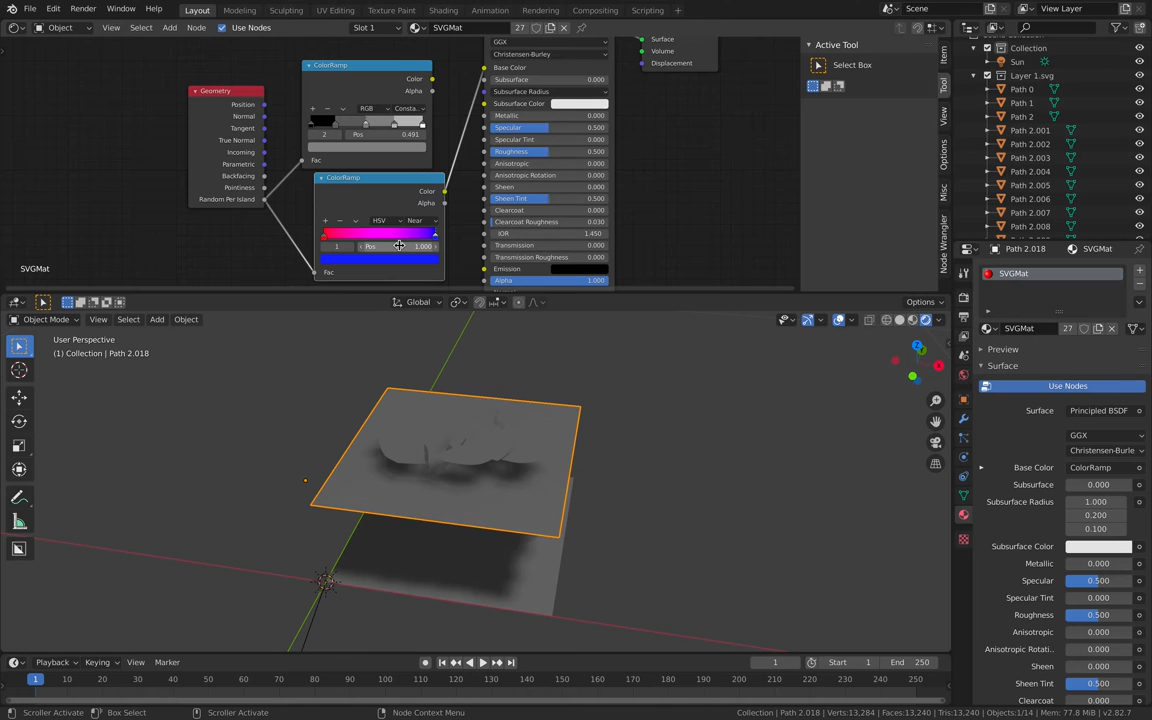 File Edit Render Window Help Layout Modeling Sculpting UV Editing Texture Paint Shading Animation Rendering Compositing Scripting Scene View Layer
Object View Select Add Node Use Nodes Slot 1 SVGMat 27
GGX
Christensen-Burley
Base Color
Subsurface 0.000
Subsurface Radius
Subsurface Color
Metallic 0.000
Specular 0.500
Specular Tint 0.000
Roughness 0.500
Anisotropic 0.000
Anisotropic Rotation 0.000
Sheen 0.000
Sheen Tint 0.500
Clearcoat 0.000
Clearcoat Roughness 0.030
IOR 1.450
Transmission 0.000
Transmission Roughness 0.000
Emission
Alpha 1.000
Surface
Volume
Displacement
ColorRamp
Color
Alpha
RGB Consta..
2 Pos 0.491
Fac
Geometry
Position
Normal
Tangent
True Normal
Incoming
Parametric
Backfacing
Pointiness
Random Per Island
ColorRamp
Color
Alpha
HSV Near
1 Pos 1.000
Fac
SVGMat
Active Tool
Select Box
Item
Tool
View
Options
Misc
Node Wrangler
Collection
Sun
Layer 1.svg
Path 0
Path 1
Path 2
Path 2.001
Path 2.002
Path 2.003
Path 2.004
Path 2.005
Path 2.006
Path 2.007
Path 2.008
Path 2.018 SVGMat
SVGMat
SVGMat 27
Preview
Surface
Use Nodes
Surface Principled BSDF
GGX
Christensen-Burle
Base Color ColorRamp
Subsurface 0.000
Subsurface Radius 1.000
0.200
0.100
Subsurface Color
Metallic 0.000
Specular 0.500
Specular Tint 0.000
Roughness 0.500
Anisotropic 0.000
Anisotropic Rotati.. 0.000
Sheen 0.000
Sheen Tint 0.500
Clearcoat 0.000
Global Options
Object Mode View Select Add Object
User Perspective
(1) Collection | Path 2.018
Z
X
Playback Keying View Marker 1 Start 1 End 250
1 10 20 30 40 50 60 70 80 90 100 110 120 130 140 150 160 170 180 190 200 210 220 230 240 250
Scroller Activate Box Select Scroller Activate Node Context Menu Collection | Path 2.018 | Verts:13,284 | Faces:13,240 | Tris:13,240 | Objects:1/14 | Mem: 77.8 MiB | v2.82.7